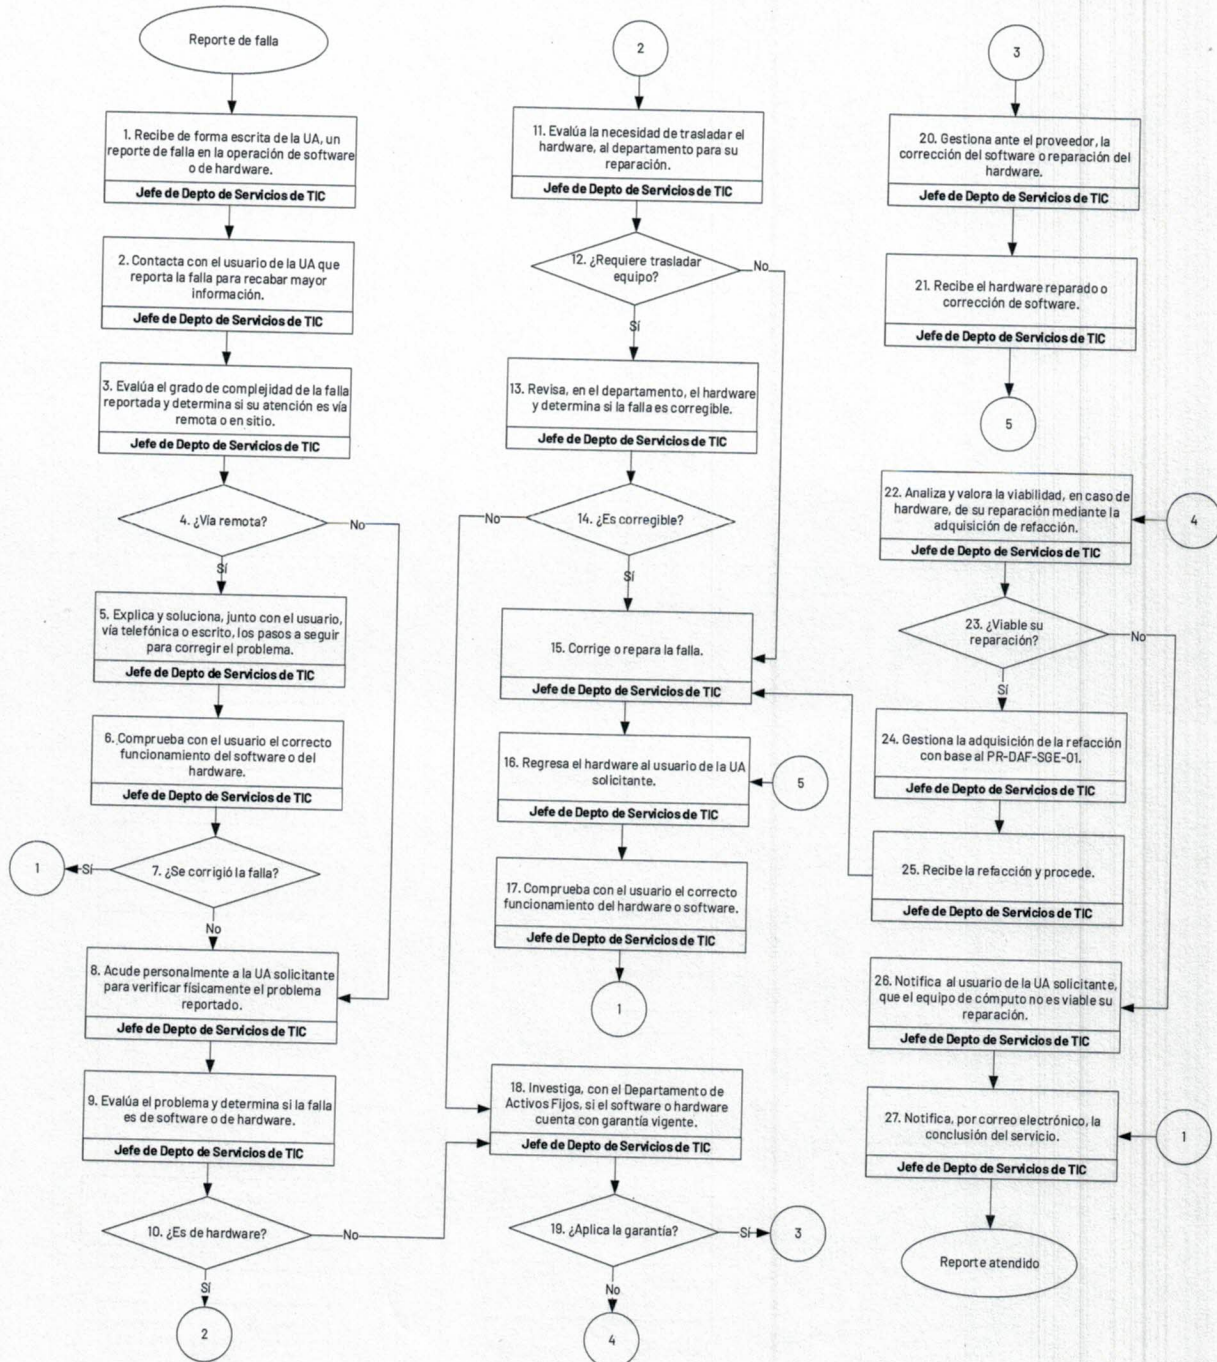 Reporte de falla
1. Recibe de forma escrita de la UA, un
reporte de falla en la operación de software
o de hardware.
Jefe de Depto de Servicios de TIC
2. Contacta con el usuario de la UA que
reporta la falla para recabar mayor
información.
Jefe de Depto de Servicios de TIC
3. Evalúa el grado de complejidad de la falla
reportada y determina si su atención es vía
remota o en sitio.
Jefe de Depto de Servicios de TIC
4. ¿Vía remota?
No
Sí
5. Explica y soluciona, junto con el usuario,
vía telefónica o escrito, los pasos a seguir
para corregir el problema.
Jefe de Depto de Servicios de TIC
6. Comprueba con el usuario el correcto
funcionamiento del software o del
hardware.
Jefe de Depto de Servicios de TIC
1
Sí
7. ¿Se corrigió la falla?
No
8. Acude personalmente a la UA solicitante
para verificar físicamente el problema
reportado.
Jefe de Depto de Servicios de TIC
9. Evalúa el problema y determina si la falla
es de software o de hardware.
Jefe de Depto de Servicios de TIC
10. ¿Es de hardware?
No
Sí
2
2
11. Evalúa la necesidad de trasladar el
hardware, al departamento para su
reparación.
Jefe de Depto de Servicios de TIC
12. ¿Requiere trasladar
equipo?
No
Sí
13. Revisa, en el departamento, el hardware
y determina si la falla es corregible.
Jefe de Depto de Servicios de TIC
No
14. ¿Es corregible?
Sí
15. Corrige o repara la falla.
Jefe de Depto de Servicios de TIC
16. Regresa el hardware al usuario de la UA
solicitante.
Jefe de Depto de Servicios de TIC
5
17. Comprueba con el usuario el correcto
funcionamiento del hardware o software.
Jefe de Depto de Servicios de TIC
1
18. Investiga, con el Departamento de
Activos Fijos, si el software o hardware
cuenta con garantía vigente.
Jefe de Depto de Servicios de TIC
19. ¿Aplica la garantía?
Sí
3
No
4
3
20. Gestiona ante el proveedor, la
corrección del software o reparación del
hardware.
Jefe de Depto de Servicios de TIC
21. Recibe el hardware reparado o
corrección de software.
Jefe de Depto de Servicios de TIC
5
22. Analiza y valora la viabilidad, en caso de
hardware, de su reparación mediante la
adquisición de refacción.
Jefe de Depto de Servicios de TIC
4
23. ¿Viable su
reparación?
No
Sí
24. Gestiona la adquisición de la refacción
con base al PR-DAF-SGE-01.
Jefe de Depto de Servicios de TIC
25. Recibe la refacción y procede.
Jefe de Depto de Servicios de TIC
26. Notifica al usuario de la UA solicitante,
que el equipo de cómputo no es viable su
reparación.
Jefe de Depto de Servicios de TIC
27. Notifica, por correo electrónico, la
conclusión del servicio.
Jefe de Depto de Servicios de TIC
1
Reporte atendido